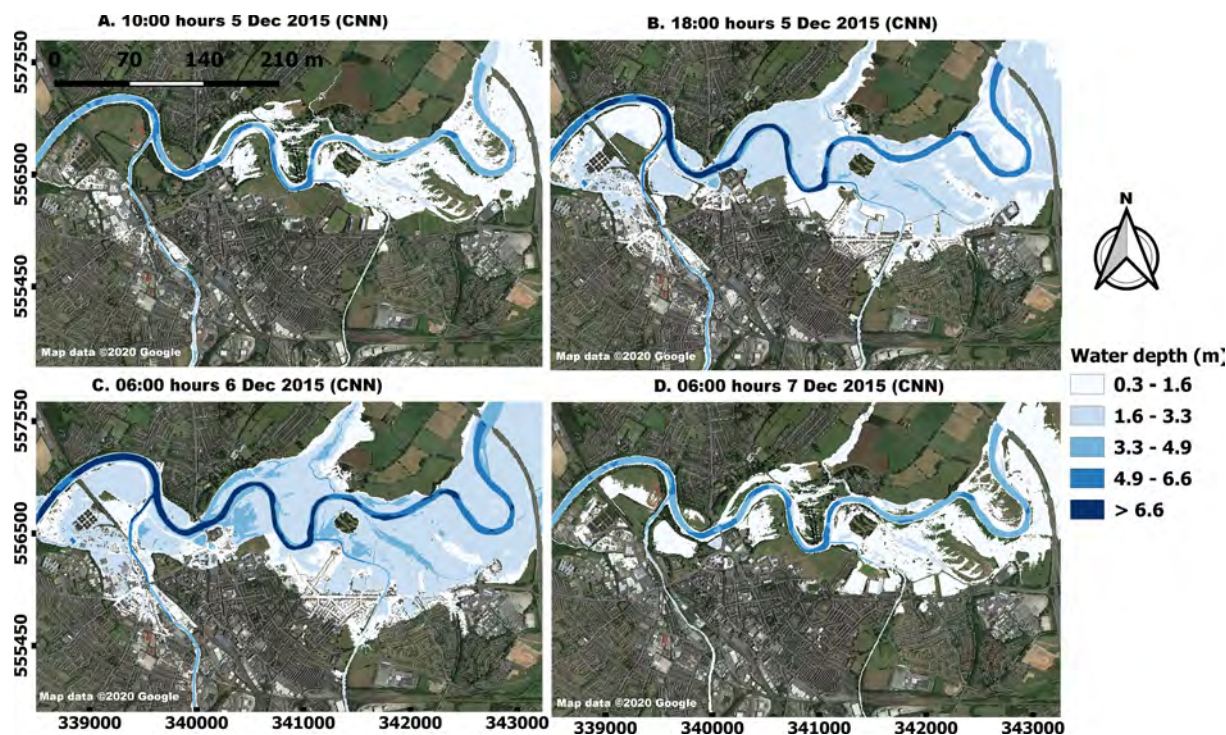 A. 10:00 hours 5 Dec 2015 (CNN)
B. 18:00 hours 5 Dec 2015 (CNN)
0 70 140 210 m
557550
556500
555450
Map data ©2020 Google
Map data ©2020 Google
N
Water depth (m)
0.3 - 1.6
1.6 - 3.3
3.3 - 4.9
4.9 - 6.6
> 6.6
C. 06:00 hours 6 Dec 2015 (CNN)
D. 06:00 hours 7 Dec 2015 (CNN)
557550
556500
555450
Map data ©2020 Google
Map data ©2020 Google
339000 340000 341000 342000 343000
339000 340000 341000 342000 343000